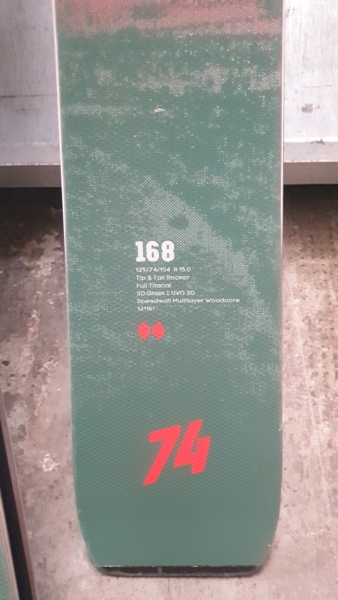 168
125/74/104 R 15.0
Tip & Tail Rocker
Full Titanal
3D Glass | UVO 3D
Speedwall Multilayer Woodcore
121161
74